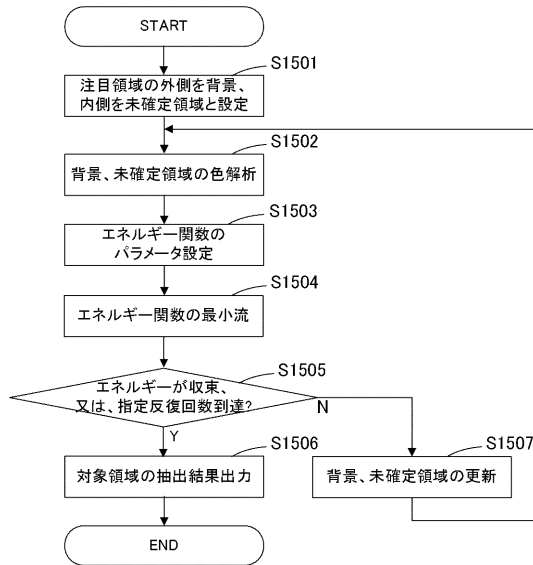 START
S1501
注目領域の外側を背景、
内側を未確定領域と設定
S1502
背景、未確定領域の色解析
S1503
エネルギー関数の
パラメータ設定
S1504
エネルギー関数の最小流
S1505
エネルギーが収束、
又は、指定反復回数到達?
N
Y
S1506
対象領域の抽出結果出力
S1507
背景、未確定領域の更新
END